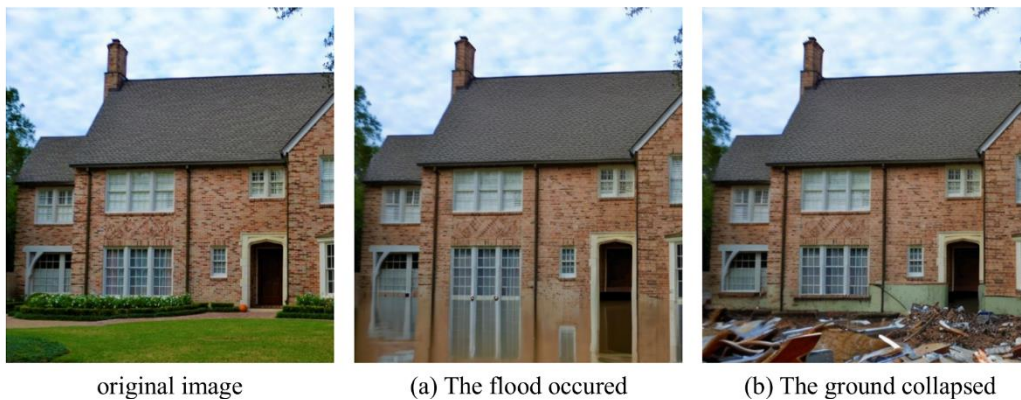 original image
(a) The flood occured
(b) The ground collapsed